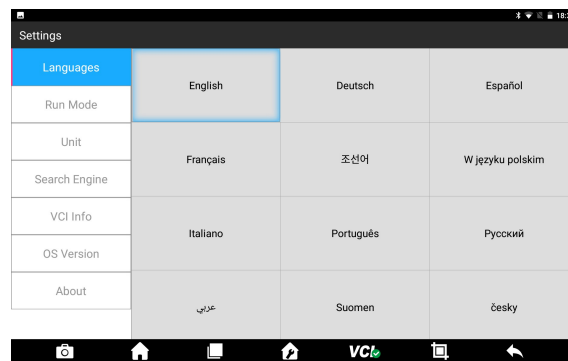 Settings
Languages
Run Mode
Unit
Search Engine
VCI Info
OS Version
About
English
Deutsch
Español
Français
조선어
W języku polskim
Italiano
Português
Русский
عربي
Suomen
česky
VCI